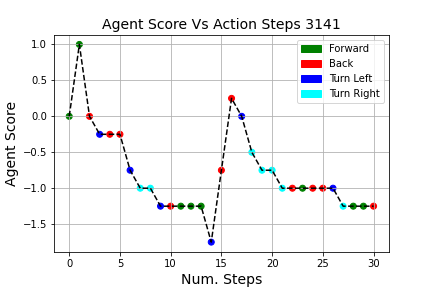 Agent Score Vs Action Steps 3141
1.0
0.5
0.0
−0.5
−1.0
−1.5
Agent Score
Forward
Back
Turn Left
Turn Right
0 5 10 15 20 25 30
Num. Steps